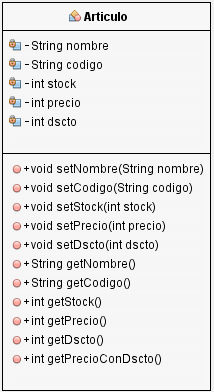 Articulo
-String nombre
-String codigo
-int stock
-int precio
-int dscto
+void setNombre(String nombre)
+void setCodigo(String codigo)
+void setStock(int stock)
+void setPrecio(int precio)
+void setDscto(int dscto)
+String getNombre()
+String getCodigo()
+int getStock()
+int getPrecio()
+int getDscto()
+int getPrecioConDscto()